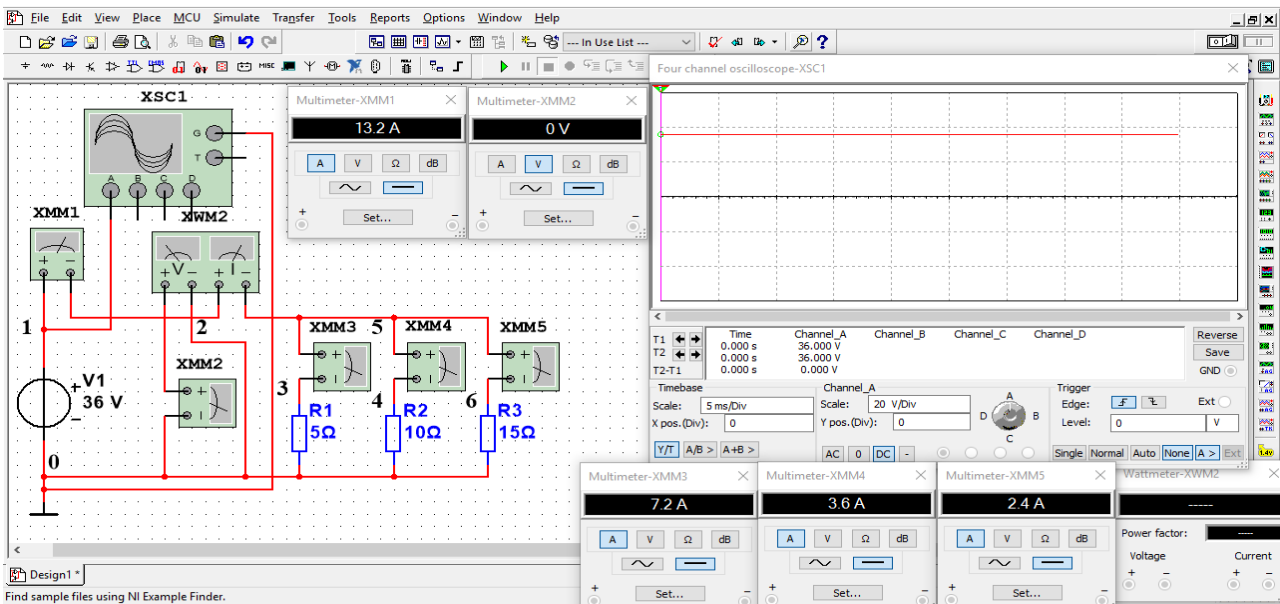 File Edit View Place MCU Simulate Transfer Tools Reports Options Window Help
--- In Use List ---
?
MISC
Four channel oscilloscope-XSC1
XSC1
G
T
A B C D
XMM1
+ -
XWM2
+ V - + I -
Multimeter-XMM1
13.2 A
A V Ω dB
+ Set... -
Multimeter-XMM2
0 V
A V Ω dB
+ Set... -
1
2
XMM3
5
XMM4
XMM5
XMM2
3
4
6
V1
36 V
+
-
R1
5Ω
R2
10Ω
R3
15Ω
0
T1
T2
T2-T1
Time Channel_A Channel_B Channel_C Channel_D
0.000 s 36.000 V
0.000 s 36.000 V
0.000 s 0.000 V
Reverse
Save
GND
Timebase
Scale: 5 ms/Div
X pos.(Div): 0
Y/T A/B > A+B >
Channel_A
Scale: 20 V/Div
Y pos.(Div): 0
AC 0 DC -
A
D B
C
Trigger
Edge: Ext
Level: 0 V
Single Normal Auto None A > Ext
Multimeter-XMM3
7.2 A
A V Ω dB
+ Set... -
Multimeter-XMM4
3.6 A
A V Ω dB
+ Set... -
Multimeter-XMM5
2.4 A
A V Ω dB
+ Set... -
Wattmeter-XWM2
-----
Power factor: -----
Voltage Current
+ - + -
1.4v
Design1 *
Find sample files using NI Example Finder.